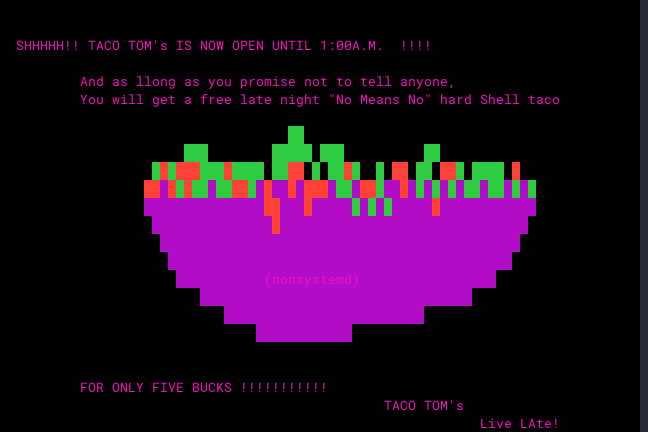 SHHHHH!! TACO TOM's IS NOW OPEN UNTIL 1:00A.M.  !!!!
And as llong as you promise not to tell anyone,
You will get a free late night "No Means No" hard Shell taco
(nonsystemd)
FOR ONLY FIVE BUCKS !!!!!!!!!!!
TACO TOM's
Live LAte!